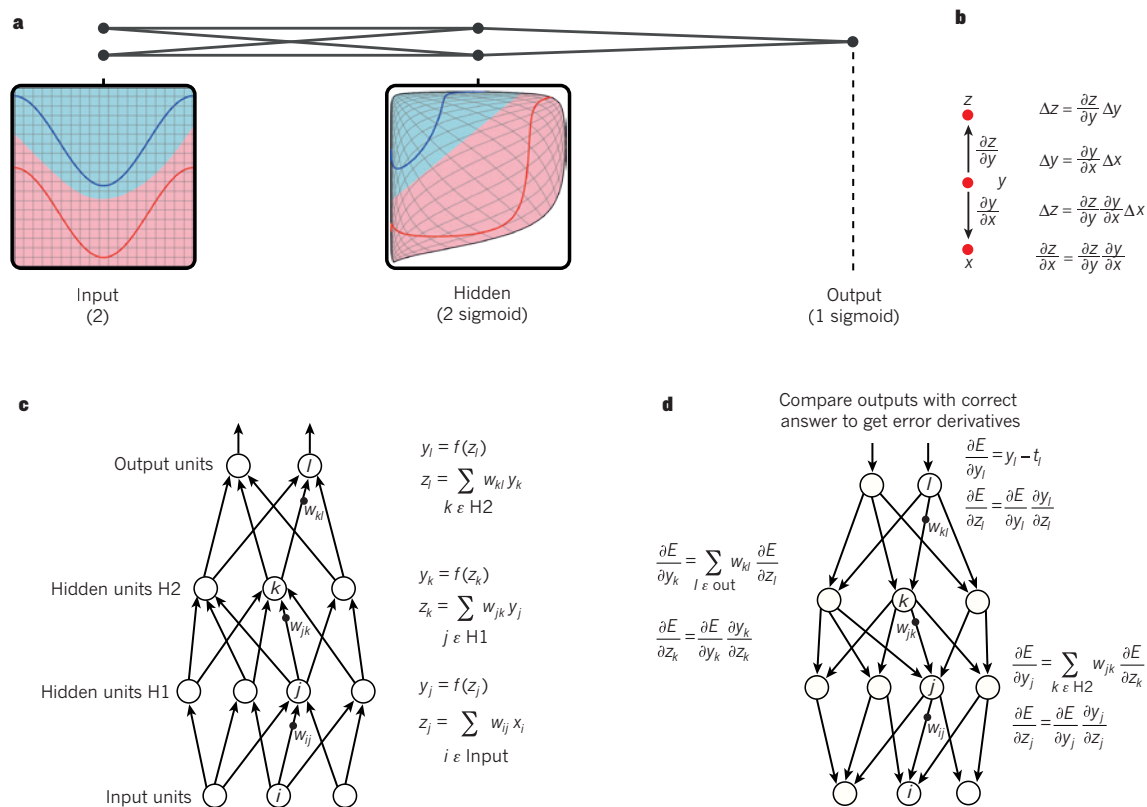 a
Input
(2)
Hidden
(2 sigmoid)
Output
(1 sigmoid)
b
z
∂z/∂y
y
∂y/∂x
x
Δz = ∂z/∂y Δy
Δy = ∂y/∂x Δx
Δz = ∂z/∂y ∂y/∂x Δx
∂z/∂x = ∂z/∂y ∂y/∂x
c
Output units
l
w_kl
Hidden units H2
k
w_jk
Hidden units H1
j
w_ij
Input units
i
y_l = f(z_l)
z_l = ∑ w_kl y_k
k ε H2
y_k = f(z_k)
z_k = ∑ w_jk y_j
j ε H1
y_j = f(z_j)
z_j = ∑ w_ij x_i
i ε Input
d
Compare outputs with correct
answer to get error derivatives
l
w_kl
k
w_jk
j
w_ij
i
∂E/∂y_l = y_l − t_l
∂E/∂z_l = ∂E/∂y_l ∂y_l/∂z_l
∂E/∂y_k = ∑ w_kl ∂E/∂z_l
l ε out
∂E/∂z_k = ∂E/∂y_k ∂y_k/∂z_k
∂E/∂y_j = ∑ w_jk ∂E/∂z_k
k ε H2
∂E/∂z_j = ∂E/∂y_j ∂y_j/∂z_j